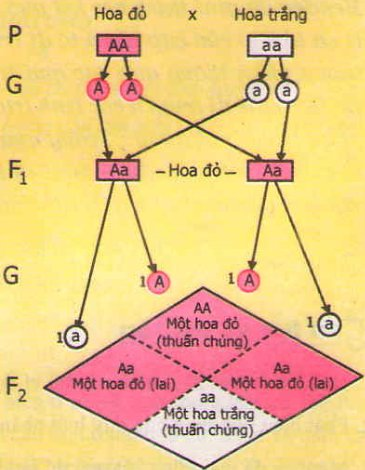 Hoa đỏ x Hoa trắng
P AA aa
G A A a a
F1 Aa – Hoa đỏ – Aa
G 1 A 1 A
1 a 1 a
AA
Một hoa đỏ
(thuần chủng)
Aa Aa
F2 Một hoa đỏ (lai) Một hoa đỏ (lai)
aa
Một hoa trắng
(thuần chủng)